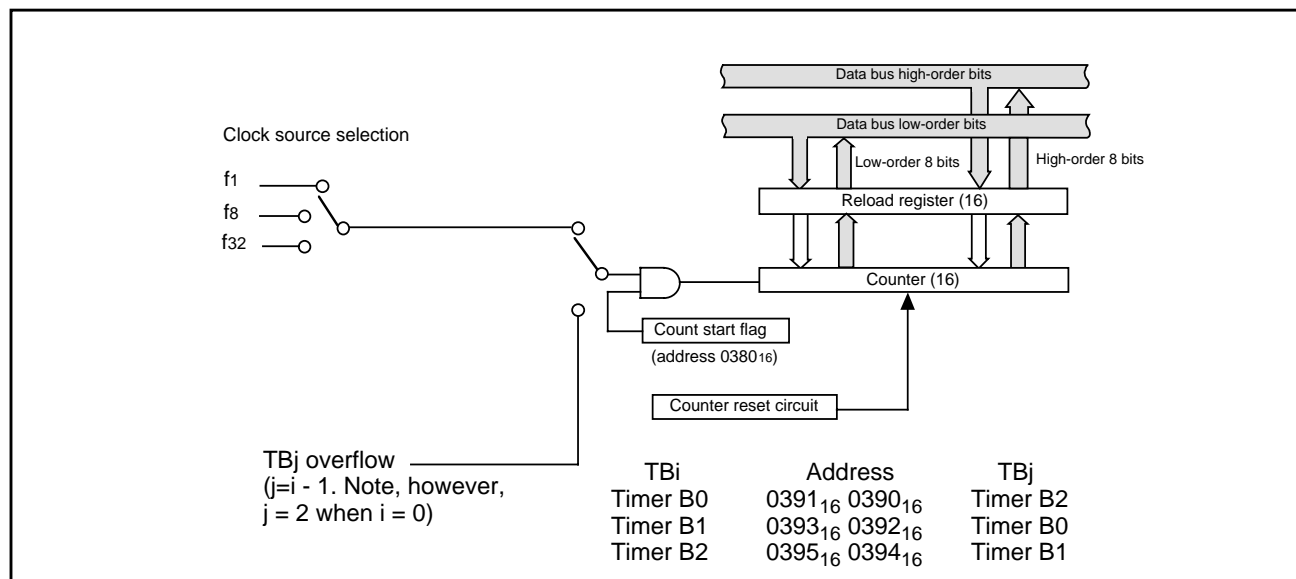 Data bus high-order bits
Data bus low-order bits
Clock source selection
Low-order 8 bits
High-order 8 bits
f1
f8
f32
Reload register (16)
Counter (16)
Count start flag
(address 038016)
Counter reset circuit
TBj overflow
(j=i - 1. Note, however,
j = 2 when i = 0)
TBi Address TBj
Timer B0 039116 039016 Timer B2
Timer B1 039316 039216 Timer B0
Timer B2 039516 039416 Timer B1